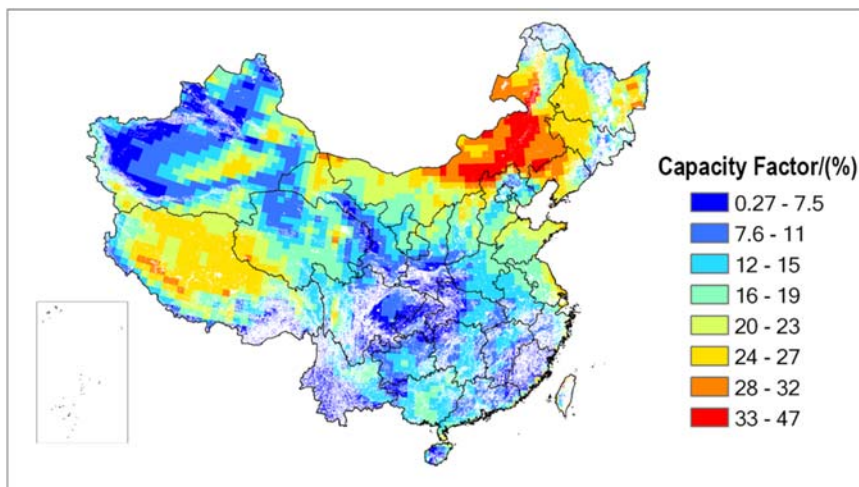 Capacity Factor/(%)
0.27 - 7.5
7.6 - 11
12 - 15
16 - 19
20 - 23
24 - 27
28 - 32
33 - 47